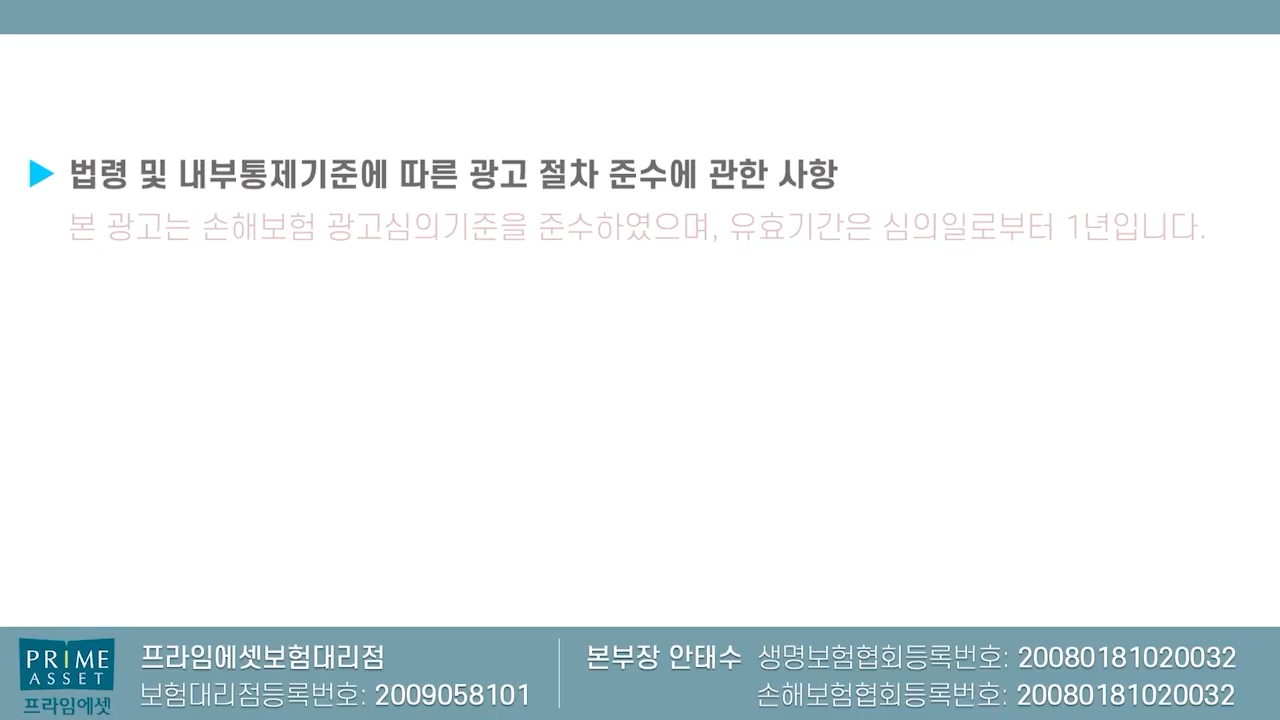 법령 및 내부통제기준에 따른 광고 절차 준수에 관한 사항
본 광고는 손해보험 광고심의기준을 준수하였으며, 유효기간은 심의일로부터 1년입니다.
PRIME
ASSET
프라임에셋
프라임에셋보험대리점
보험대리점등록번호: 2009058101
본부장 안태수 생명보험협회등록번호: 20080181020032
손해보험협회등록번호: 20080181020032